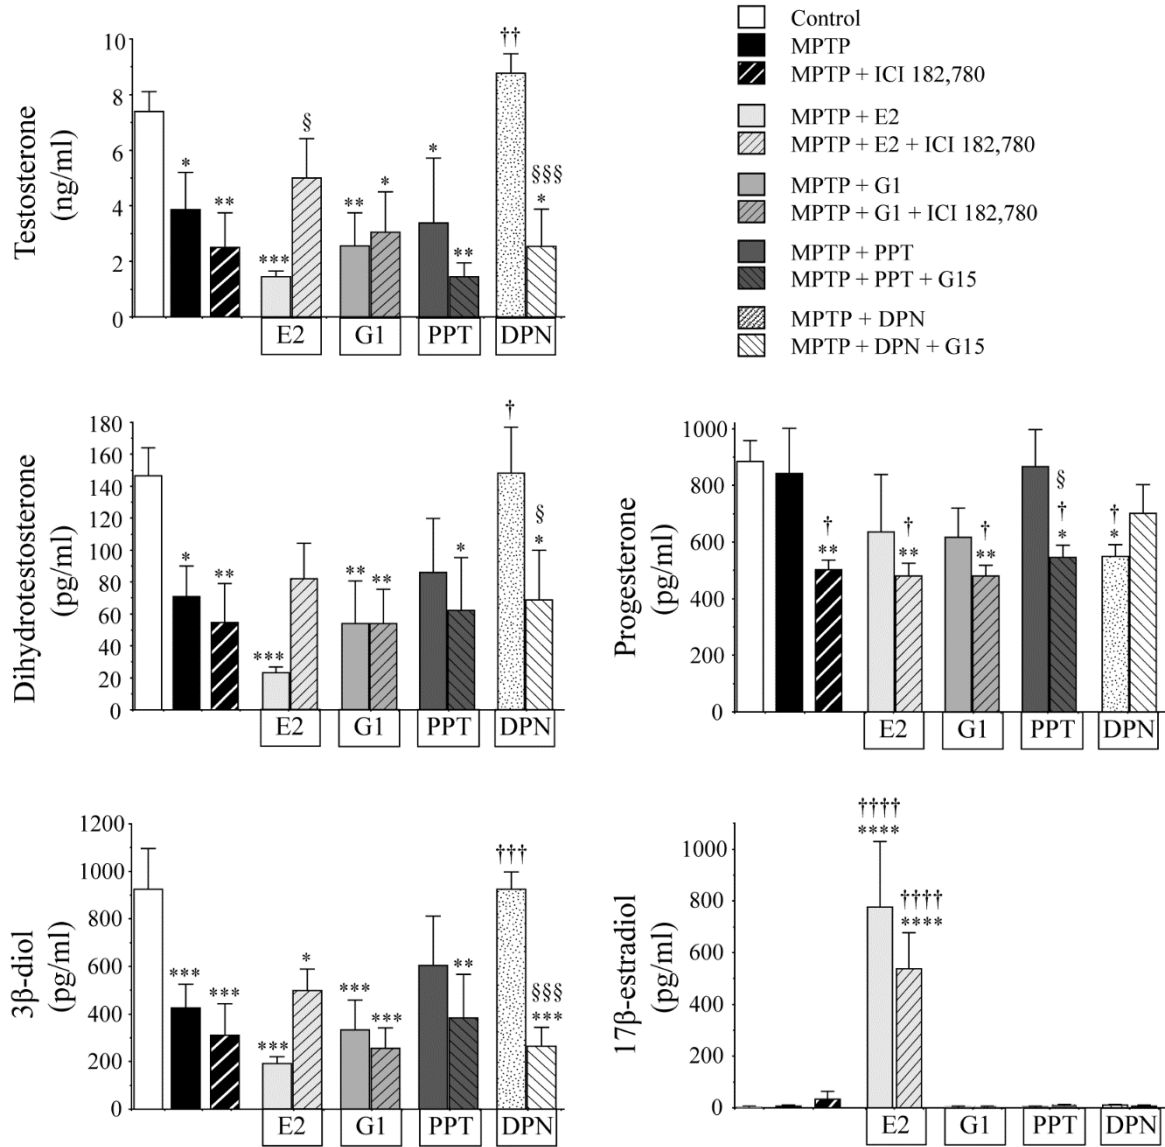 Control
MPTP
MPTP + ICI 182,780
MPTP + E2
MPTP + E2 + ICI 182,780
MPTP + G1
MPTP + G1 + ICI 182,780
MPTP + PPT
MPTP + PPT + G15
MPTP + DPN
MPTP + DPN + G15
Testosterone
(ng/ml)
10
8
6
4
2
0
*
**
***
§
**
*
*
**
††
§§§
*
E2
G1
PPT
DPN
Dihydrotestosterone
(pg/ml)
180
160
140
120
100
80
60
40
20
0
*
**
***
**
**
*
†
§
*
E2
G1
PPT
DPN
Progesterone
(pg/ml)
1000
800
600
400
200
0
†
**
†
**
†
**
§
†
*
†
*
E2
G1
PPT
DPN
3β-diol
(pg/ml)
1200
1000
800
600
400
200
0
***
***
***
*
***
***
**
†††
§§§
***
E2
G1
PPT
DPN
17β-estradiol
(pg/ml)
1000
800
600
400
200
0
††††
****
††††
****
E2
G1
PPT
DPN